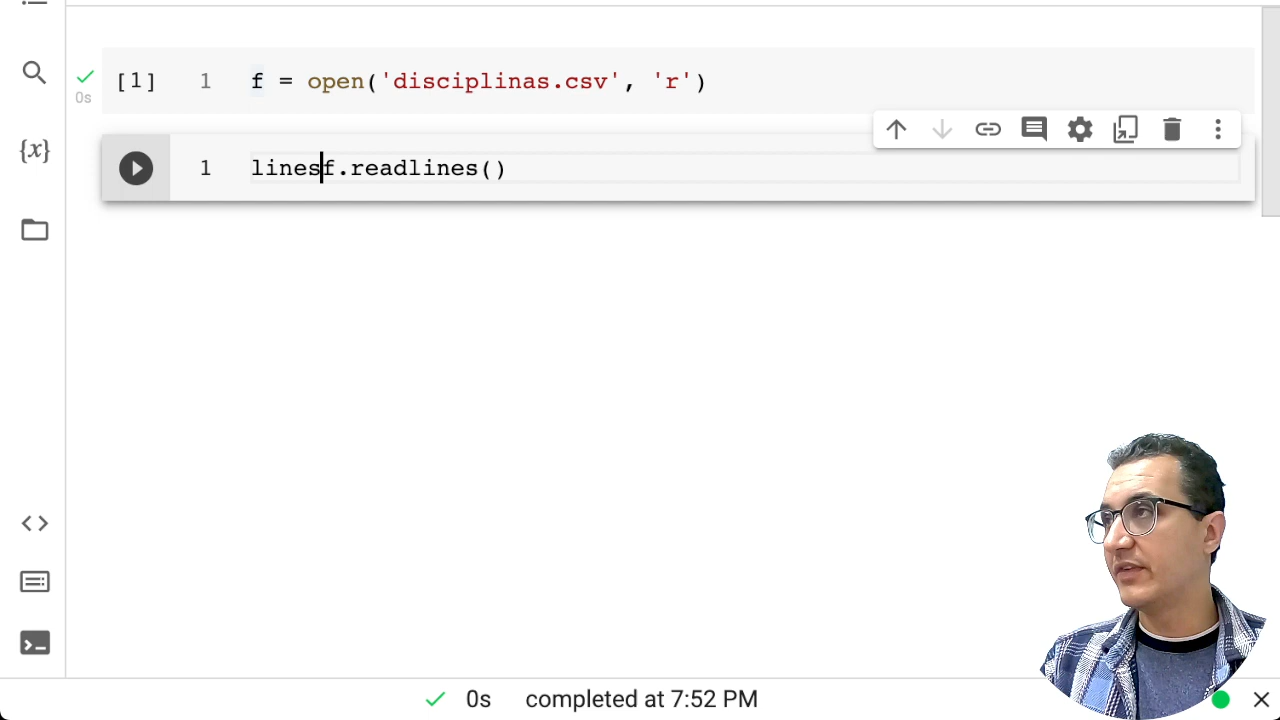 {x}
[1] 1 f = open('disciplinas.csv', 'r')
0s
1 linesf.readlines()
0s completed at 7:52 PM